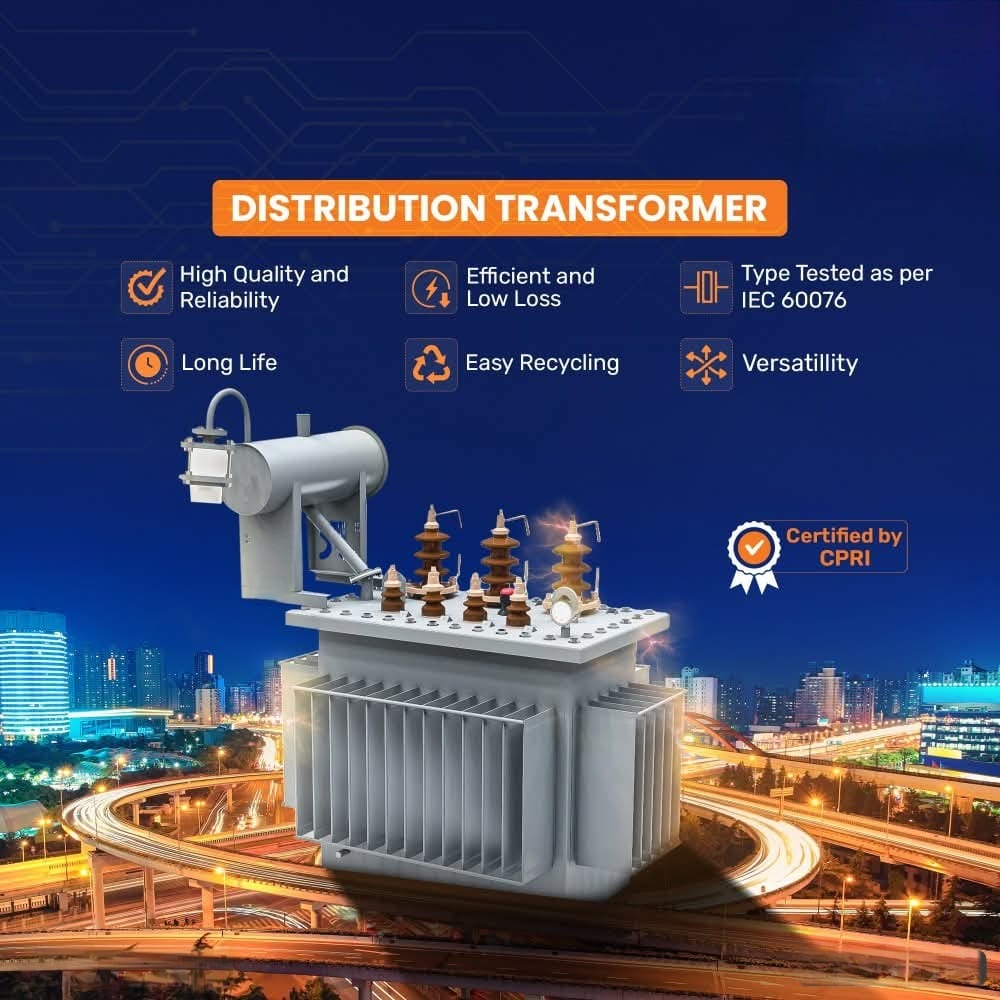 DISTRIBUTION TRANSFORMER
High Quality and
Reliability
Efficient and
Low Loss
Type Tested as per
IEC 60076
Long Life
Easy Recycling
Versatillity
Certified by
CPRI